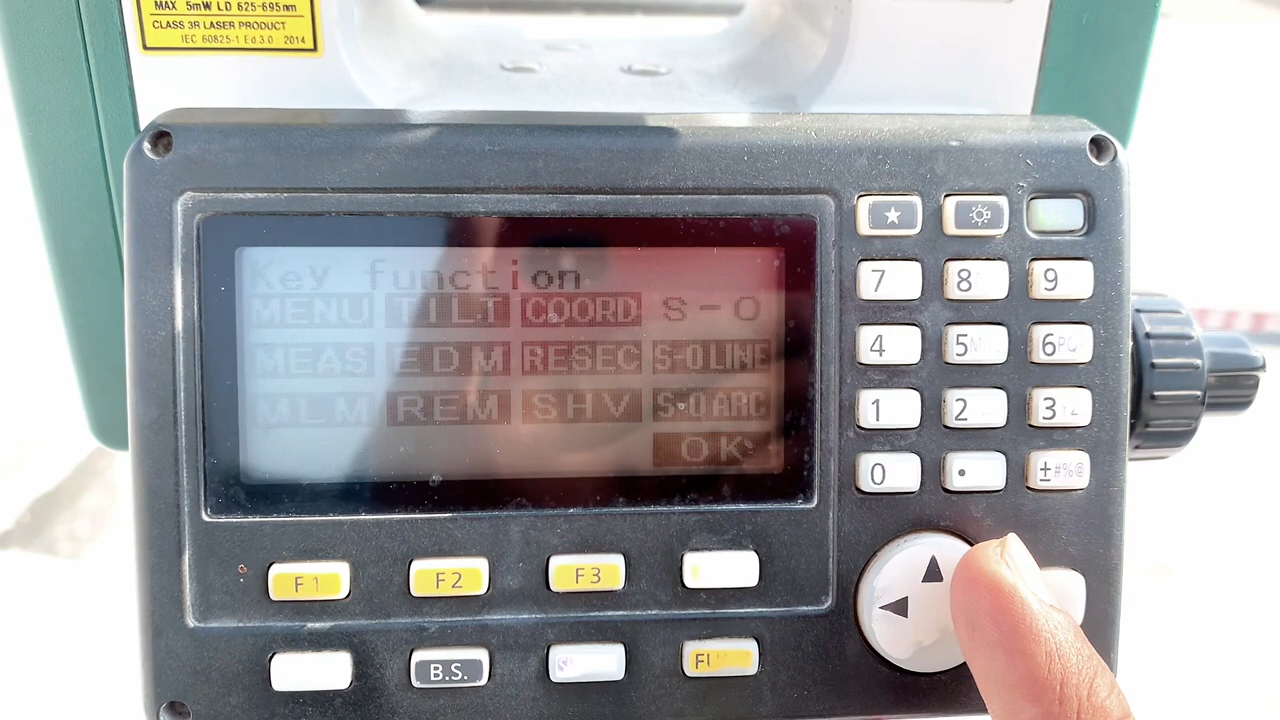 MAX 5mW LD 625-695nm
CLASS 3R LASER PRODUCT
IEC 60825-1 Ed.3.0 : 2014
Key function
MENU TILT COORD S-O
MEAS EDM RESEC S-O LINE
MLM REM SHV S-O ARC
OK
7 8 9
4 5 6PQ
1 2 3
0 . ±#%@
F1 F2 F3
B.S.